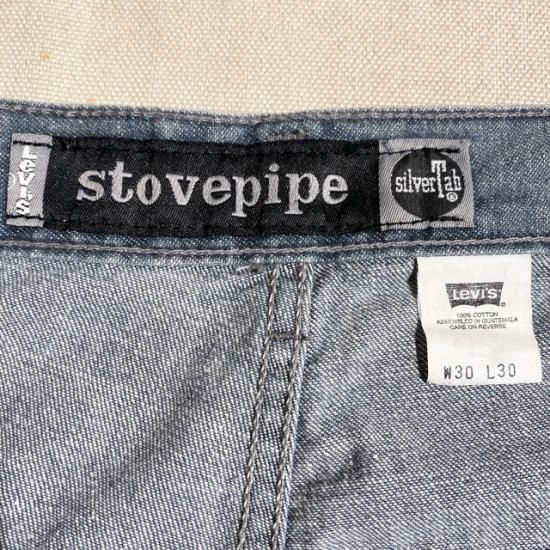 Levi's
stovepipe
silverTab
®
Levi's
100% COTTON
ASSEMBLED IN GUATEMALA
CARE ON REVERSE
W30 L30